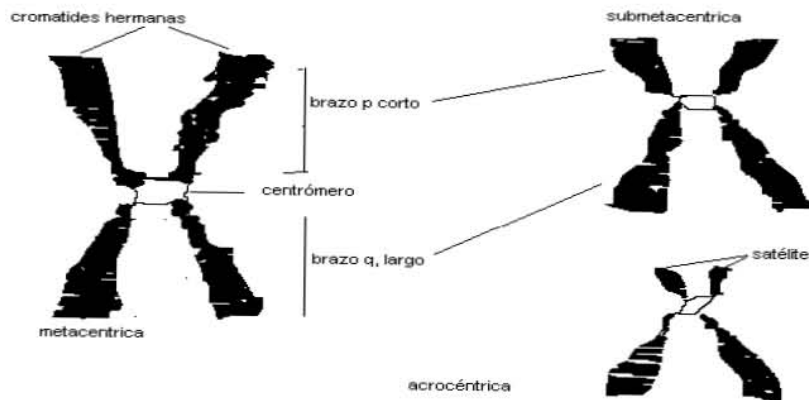 cromatides hermanas
submetacentrica
brazo p corto
centrómero
brazo q, largo
satélite
metacentrica
acrocéntrica